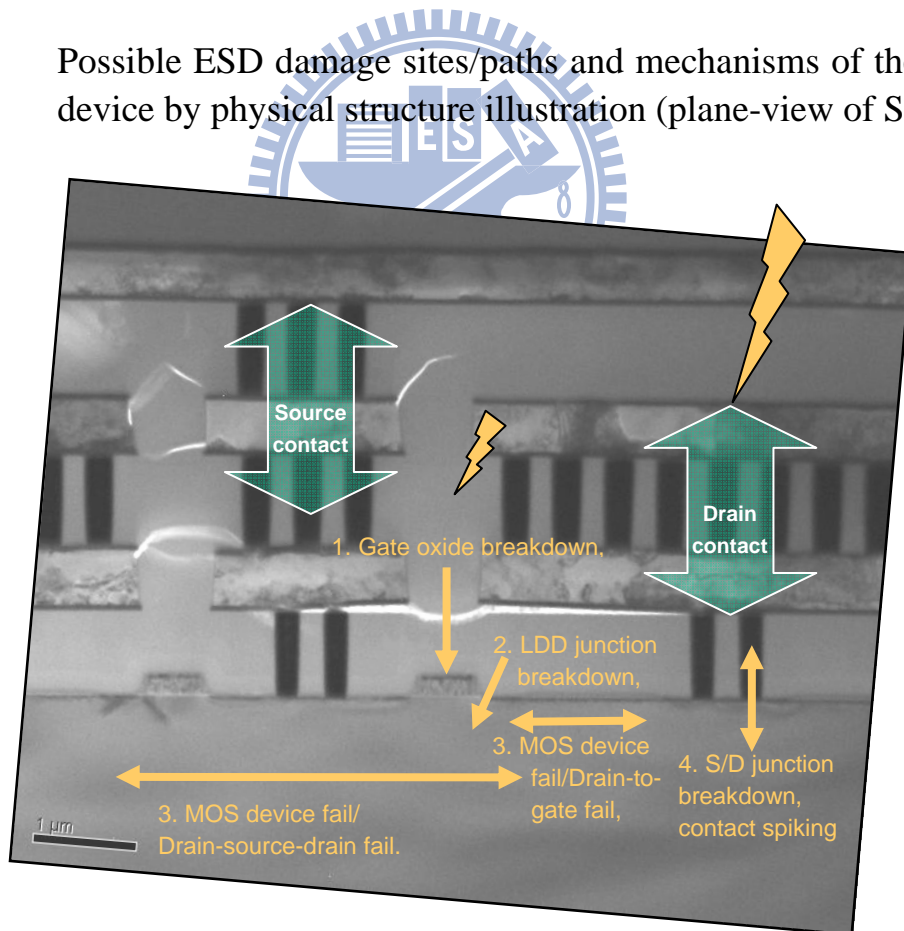 Possible ESD damage sites/paths and mechanisms of the
device by physical structure illustration (plane-view of S
E S A
Source
contact
Drain
contact
1. Gate oxide breakdown,
2. LDD junction
breakdown,
3. MOS device
fail/Drain-to-
gate fail,
4. S/D junction
breakdown,
contact spiking
3. MOS device fail/
Drain-source-drain fail.
1 µm